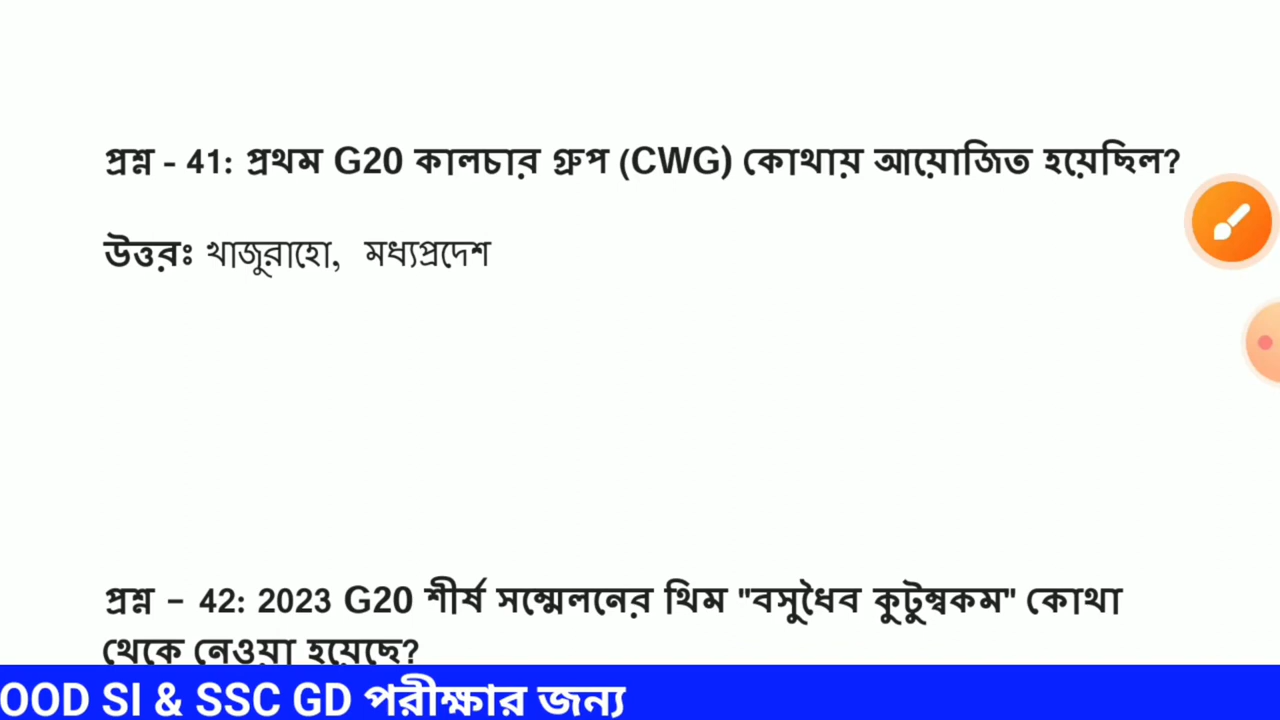 প্রশ্ন - 41: প্রথম G20 কালচার গ্রুপ (CWG) কোথায় আয়োজিত হয়েছিল?
উত্তরঃ খাজুরাহো, মধ্যপ্রদেশ
প্রশ্ন – 42: 2023 G20 শীর্ষ সম্মেলনের থিম "বসুধৈব কুটুম্বকম" কোথা
থেকে নেওয়া হয়েছে?
OOD SI & SSC GD পরীক্ষার জন্য